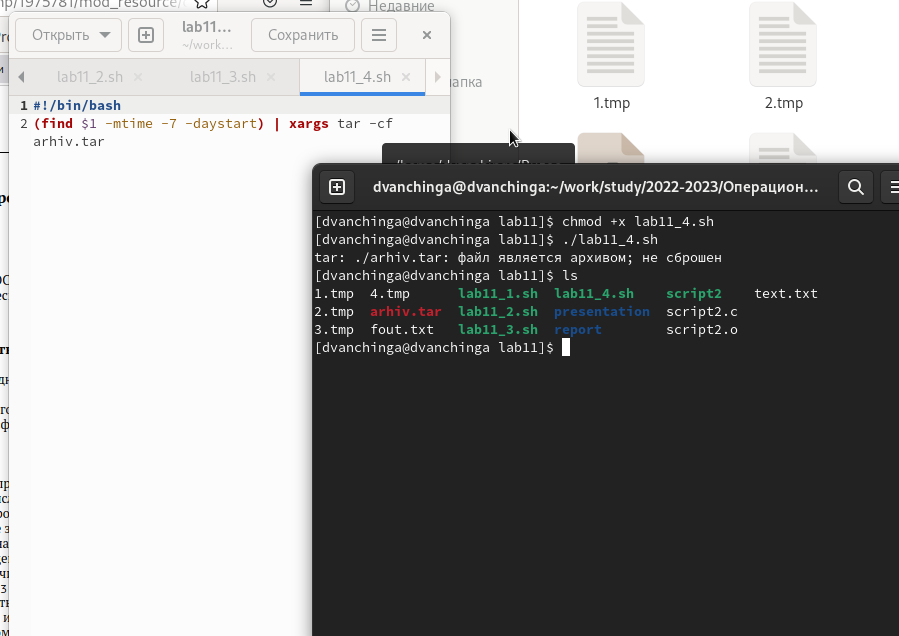 np/1975781/mod_resource/
Недавние
Открыть
lab11...
~/work...
Сохранить
lab11_2.sh
lab11_3.sh
lab11_4.sh
папка
1.tmp
2.tmp
1 #!/bin/bash
2 (find $1 -mtime -7 -daystart) | xargs tar -cf
arhiv.tar
dvanchinga@dvanchinga:~/work/study/2022-2023/Операцион...
[dvanchinga@dvanchinga lab11]$ chmod +x lab11_4.sh
[dvanchinga@dvanchinga lab11]$ ./lab11_4.sh
tar: ./arhiv.tar: файл является архивом; не сброшен
[dvanchinga@dvanchinga lab11]$ ls
1.tmp 4.tmp lab11_1.sh lab11_4.sh script2 text.txt
2.tmp arhiv.tar lab11_2.sh presentation script2.c
3.tmp fout.txt lab11_3.sh report script2.o
[dvanchinga@dvanchinga lab11]$